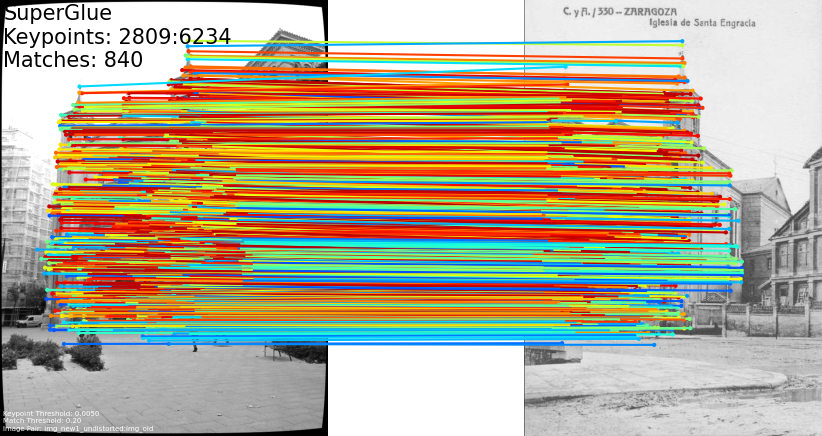 SuperGlue
Keypoints: 2809:6234
Matches: 840
C. y A. / 330 – ZARAGOZA
Iglesia de Santa Engracia
Keypoint Threshold: 0.0050
Match Threshold: 0.20
Image Pair: img_new1_undistorted:img_old